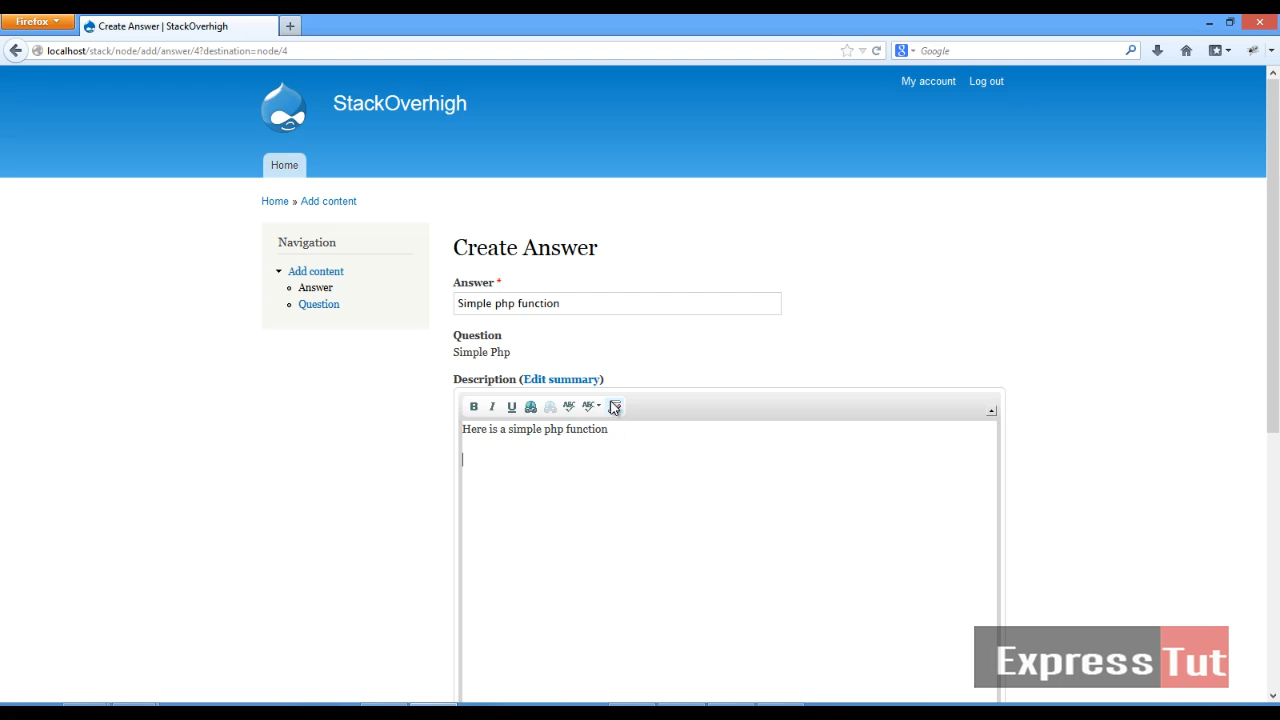 Firefox
Create Answer | StackOverhigh
localhost/stack/node/add/answer/4?destination=node/4
Google
My account
Log out
StackOverhigh
Home
Home » Add content
Navigation
Add content
Answer
Question
Create Answer
Answer *
Simple php function
Question
Simple Php
Description (Edit summary)
B I U ABC ABC
Here is a simple php function
Express Tut